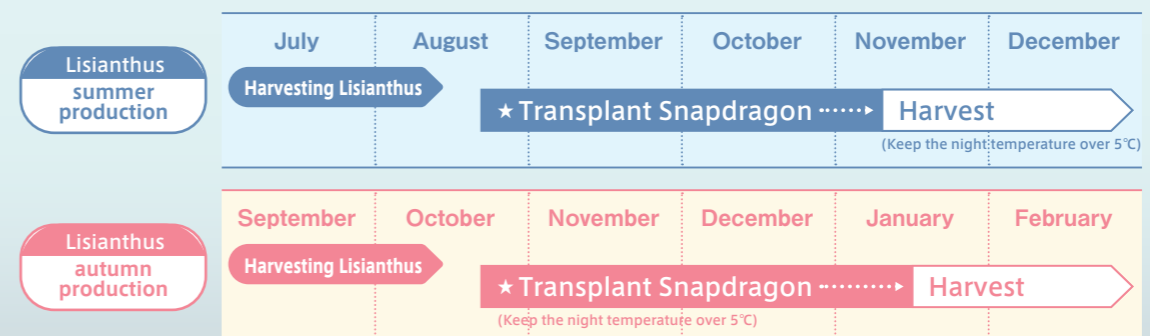 July August September October November December
Lisianthus
summer
production
Harvesting Lisianthus
★Transplant Snapdragon Harvest
(Keep the night temperature over 5℃)
September October November December January February
Lisianthus
autumn
production
Harvesting Lisianthus
★Transplant Snapdragon Harvest
(Keep the night temperature over 5℃)